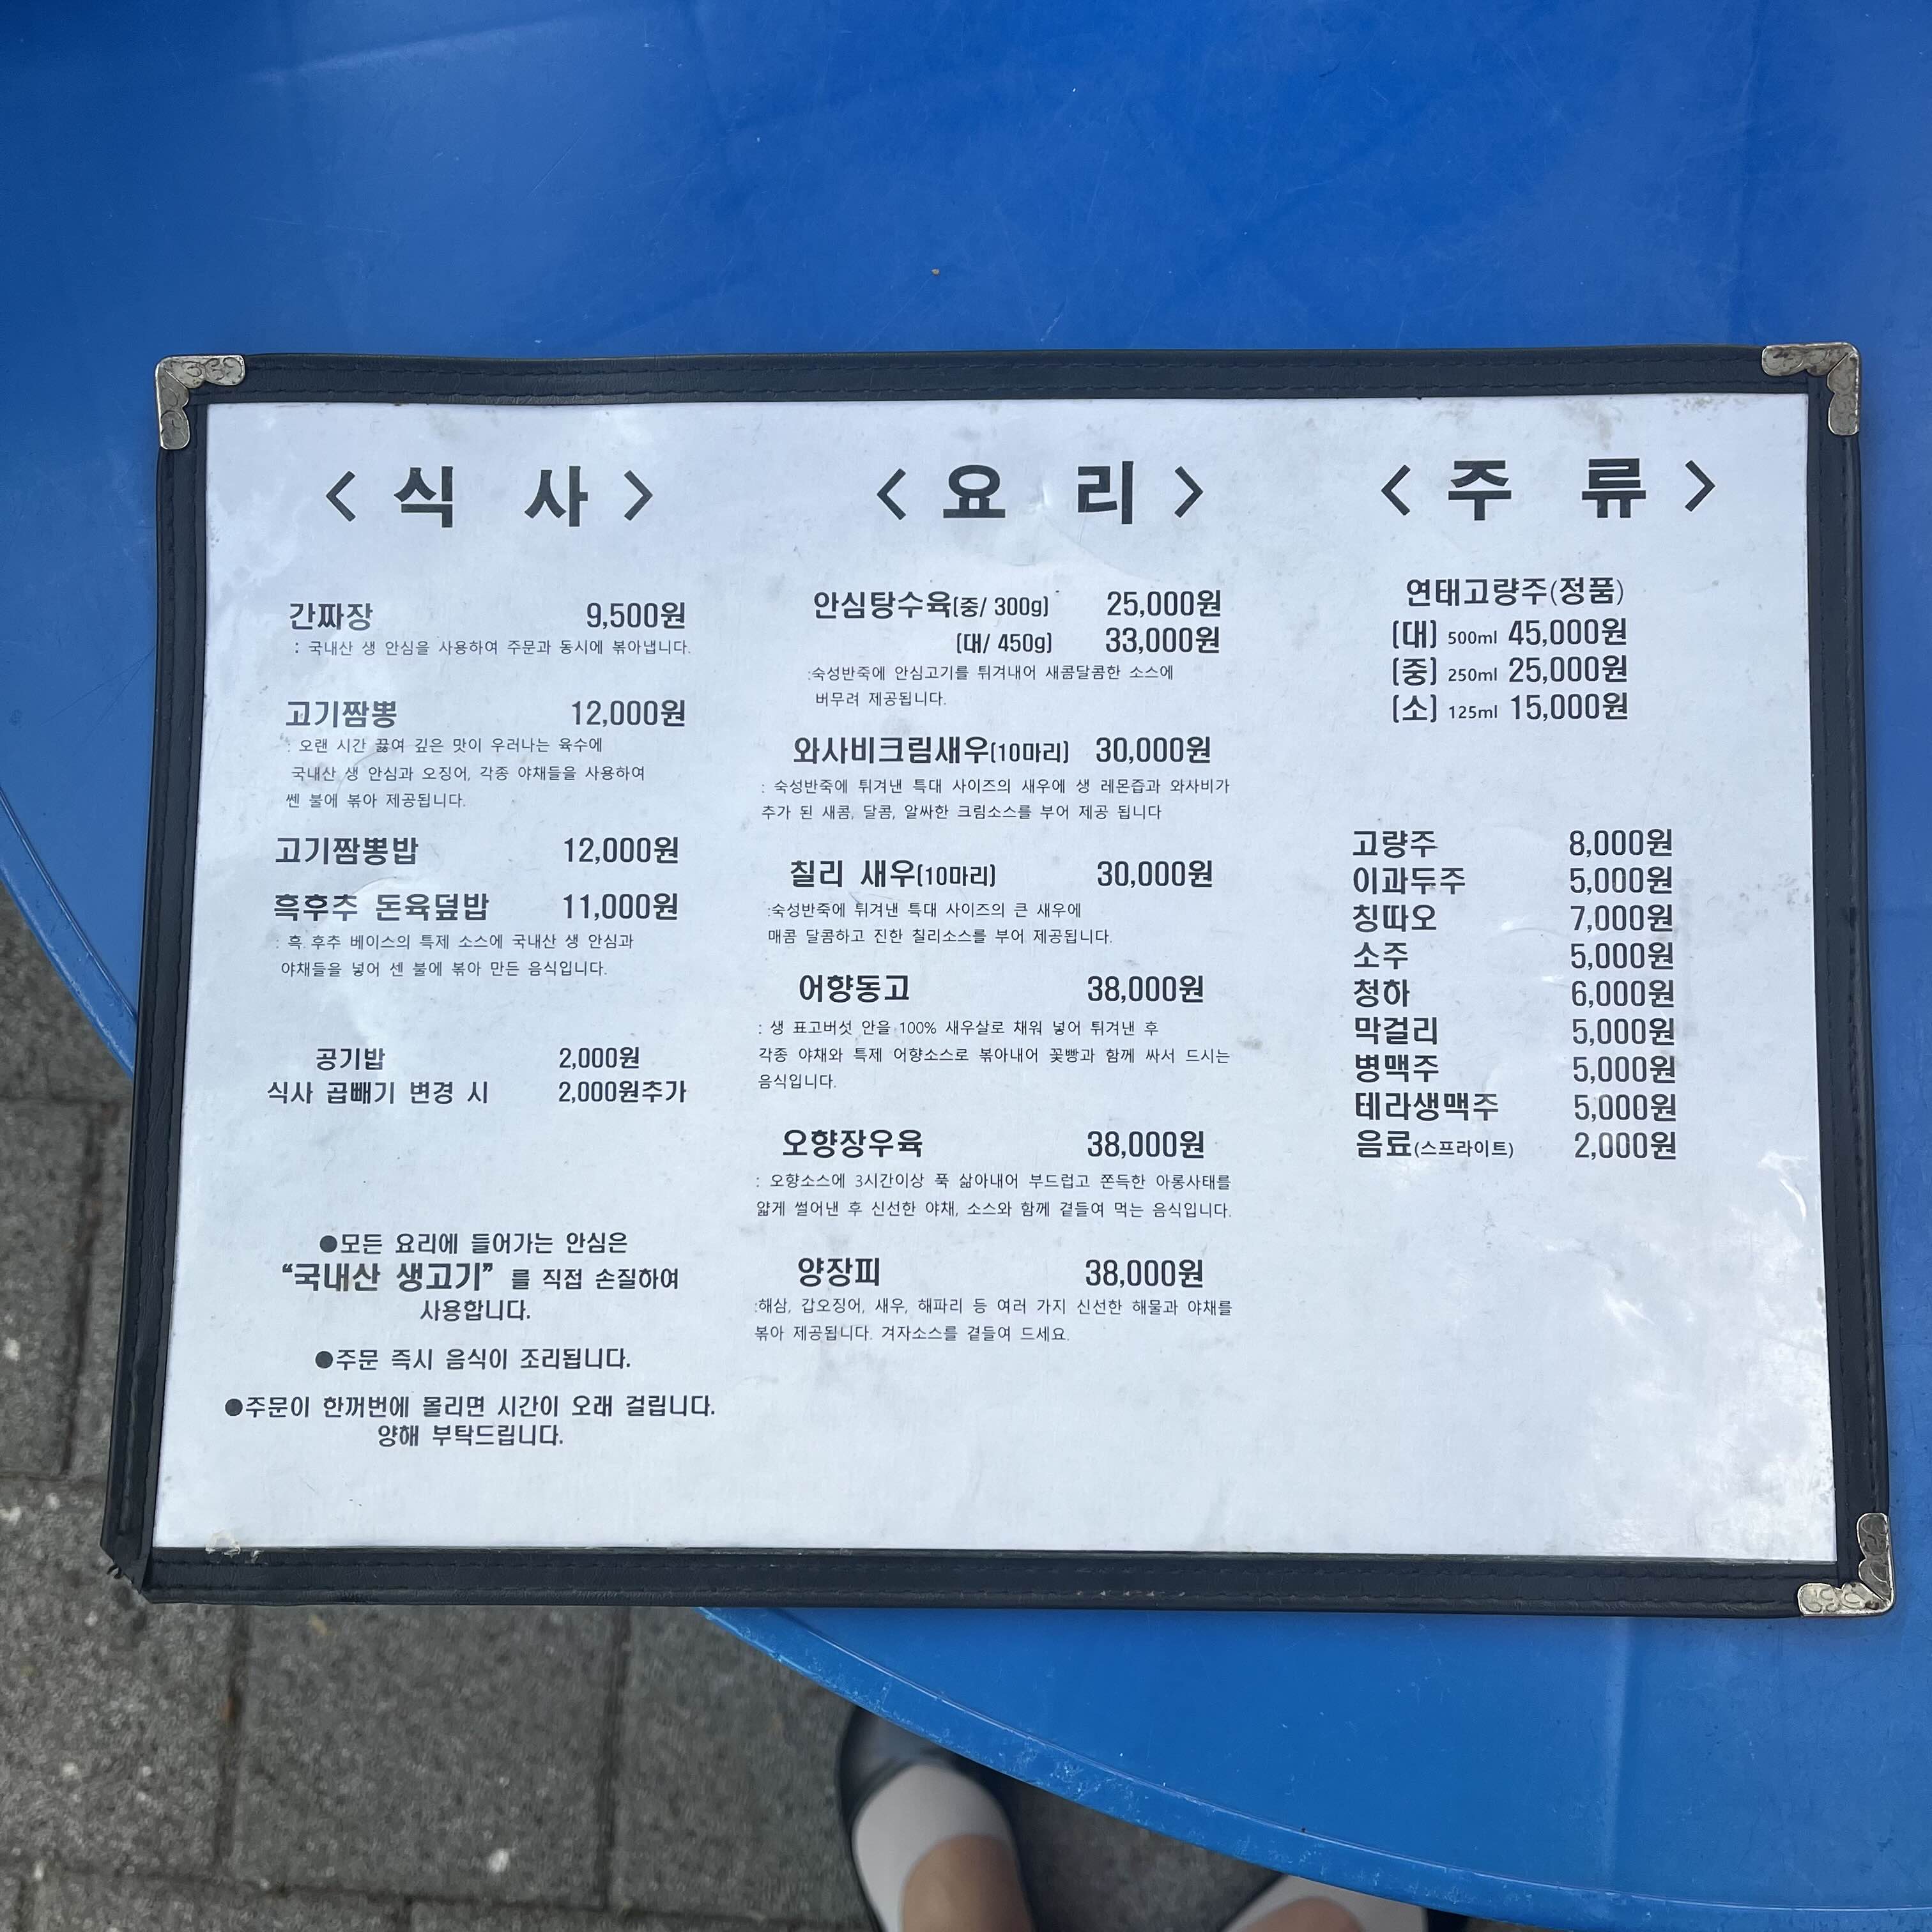 < 식 사 >
간짜장 9,500원
: 국내산 생 안심을 사용하여 주문과 동시에 볶아냅니다.
고기짬뽕 12,000원
: 오랜 시간 끓여 깊은 맛이 우러나는 육수에
국내산 생 안심과 오징어, 각종 야채들을 사용하여
쎈 불에 볶아 제공됩니다.
고기짬뽕밥 12,000원
흑후추 돈육덮밥 11,000원
: 흑.후추 베이스의 특제 소스에 국내산 생 안심과
야채들을 넣어 센 불에 볶아 만든 음식입니다.
공기밥 2,000원
식사 곱빼기 변경 시 2,000원추가
●모든 요리에 들어가는 안심은
“국내산 생고기” 를 직접 손질하여
사용합니다.
●주문 즉시 음식이 조리됩니다.
●주문이 한꺼번에 몰리면 시간이 오래 걸립니다.
양해 부탁드립니다.
< 요 리 >
안심탕수육(중/ 300g) 25,000원
(대/ 450g) 33,000원
:숙성반죽에 안심고기를 튀겨내어 새콤달콤한 소스에
버무려 제공됩니다.
와사비크림새우(10마리) 30,000원
: 숙성반죽에 튀겨낸 특대 사이즈의 새우에 생 레몬즙과 와사비가
추가 된 새콤, 달콤, 알싸한 크림소스를 부어 제공 됩니다
칠리 새우(10마리) 30,000원
:숙성반죽에 튀겨낸 특대 사이즈의 큰 새우에
매콤 달콤하고 진한 칠리소스를 부어 제공됩니다.
어향동고 38,000원
: 생 표고버섯 안을 100% 새우살로 채워 넣어 튀겨낸 후
각종 야채와 특제 어향소스로 볶아내어 꽃빵과 함께 싸서 드시는
음식입니다.
오향장우육 38,000원
: 오향소스에 3시간이상 푹 삶아내어 부드럽고 쫀득한 아롱사태를
얇게 썰어낸 후 신선한 야채, 소스와 함께 곁들여 먹는 음식입니다.
양장피 38,000원
:해삼, 갑오징어, 새우, 해파리 등 여러 가지 신선한 해물과 야채를
볶아 제공됩니다. 겨자소스를 곁들여 드세요.
< 주 류 >
연태고량주(정품)
(대) 500ml 45,000원
(중) 250ml 25,000원
(소) 125ml 15,000원
고량주 8,000원
이과두주 5,000원
칭따오 7,000원
소주 5,000원
청하 6,000원
막걸리 5,000원
병맥주 5,000원
테라생맥주 5,000원
음료(스프라이트) 2,000원